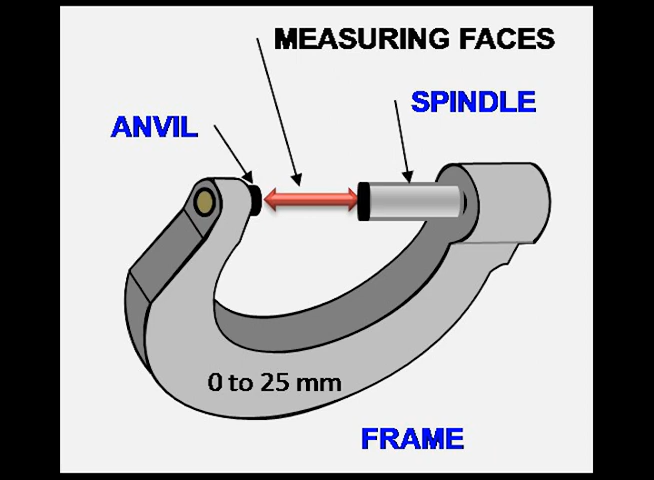 MEASURING FACES
SPINDLE
ANVIL
0 to 25 mm
FRAME